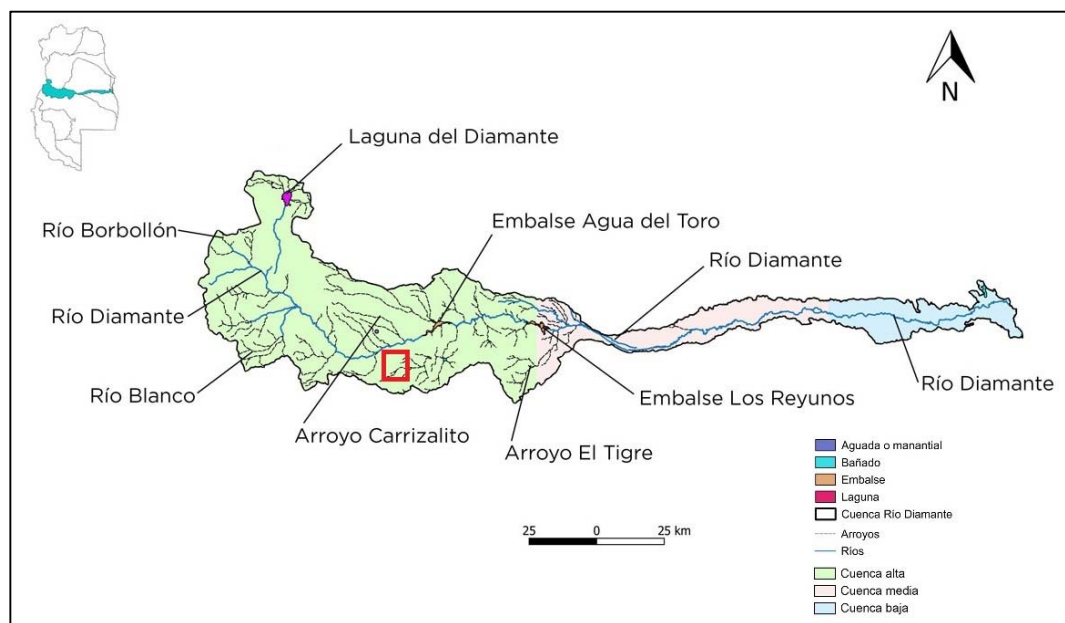 Laguna del Diamante
N
Río Borbollón
Embalse Agua del Toro
Río Diamante
Río Diamante
Río Blanco
Río Diamante
Embalse Los Reyunos
Arroyo Carrizalito
Arroyo El Tigre
Aguada o manantial
Bañado
Embalse
Laguna
Cuenca Río Diamante
Arroyos
Rios
Cuenca alta
Cuenca media
Cuenca baja
25 0 25 km